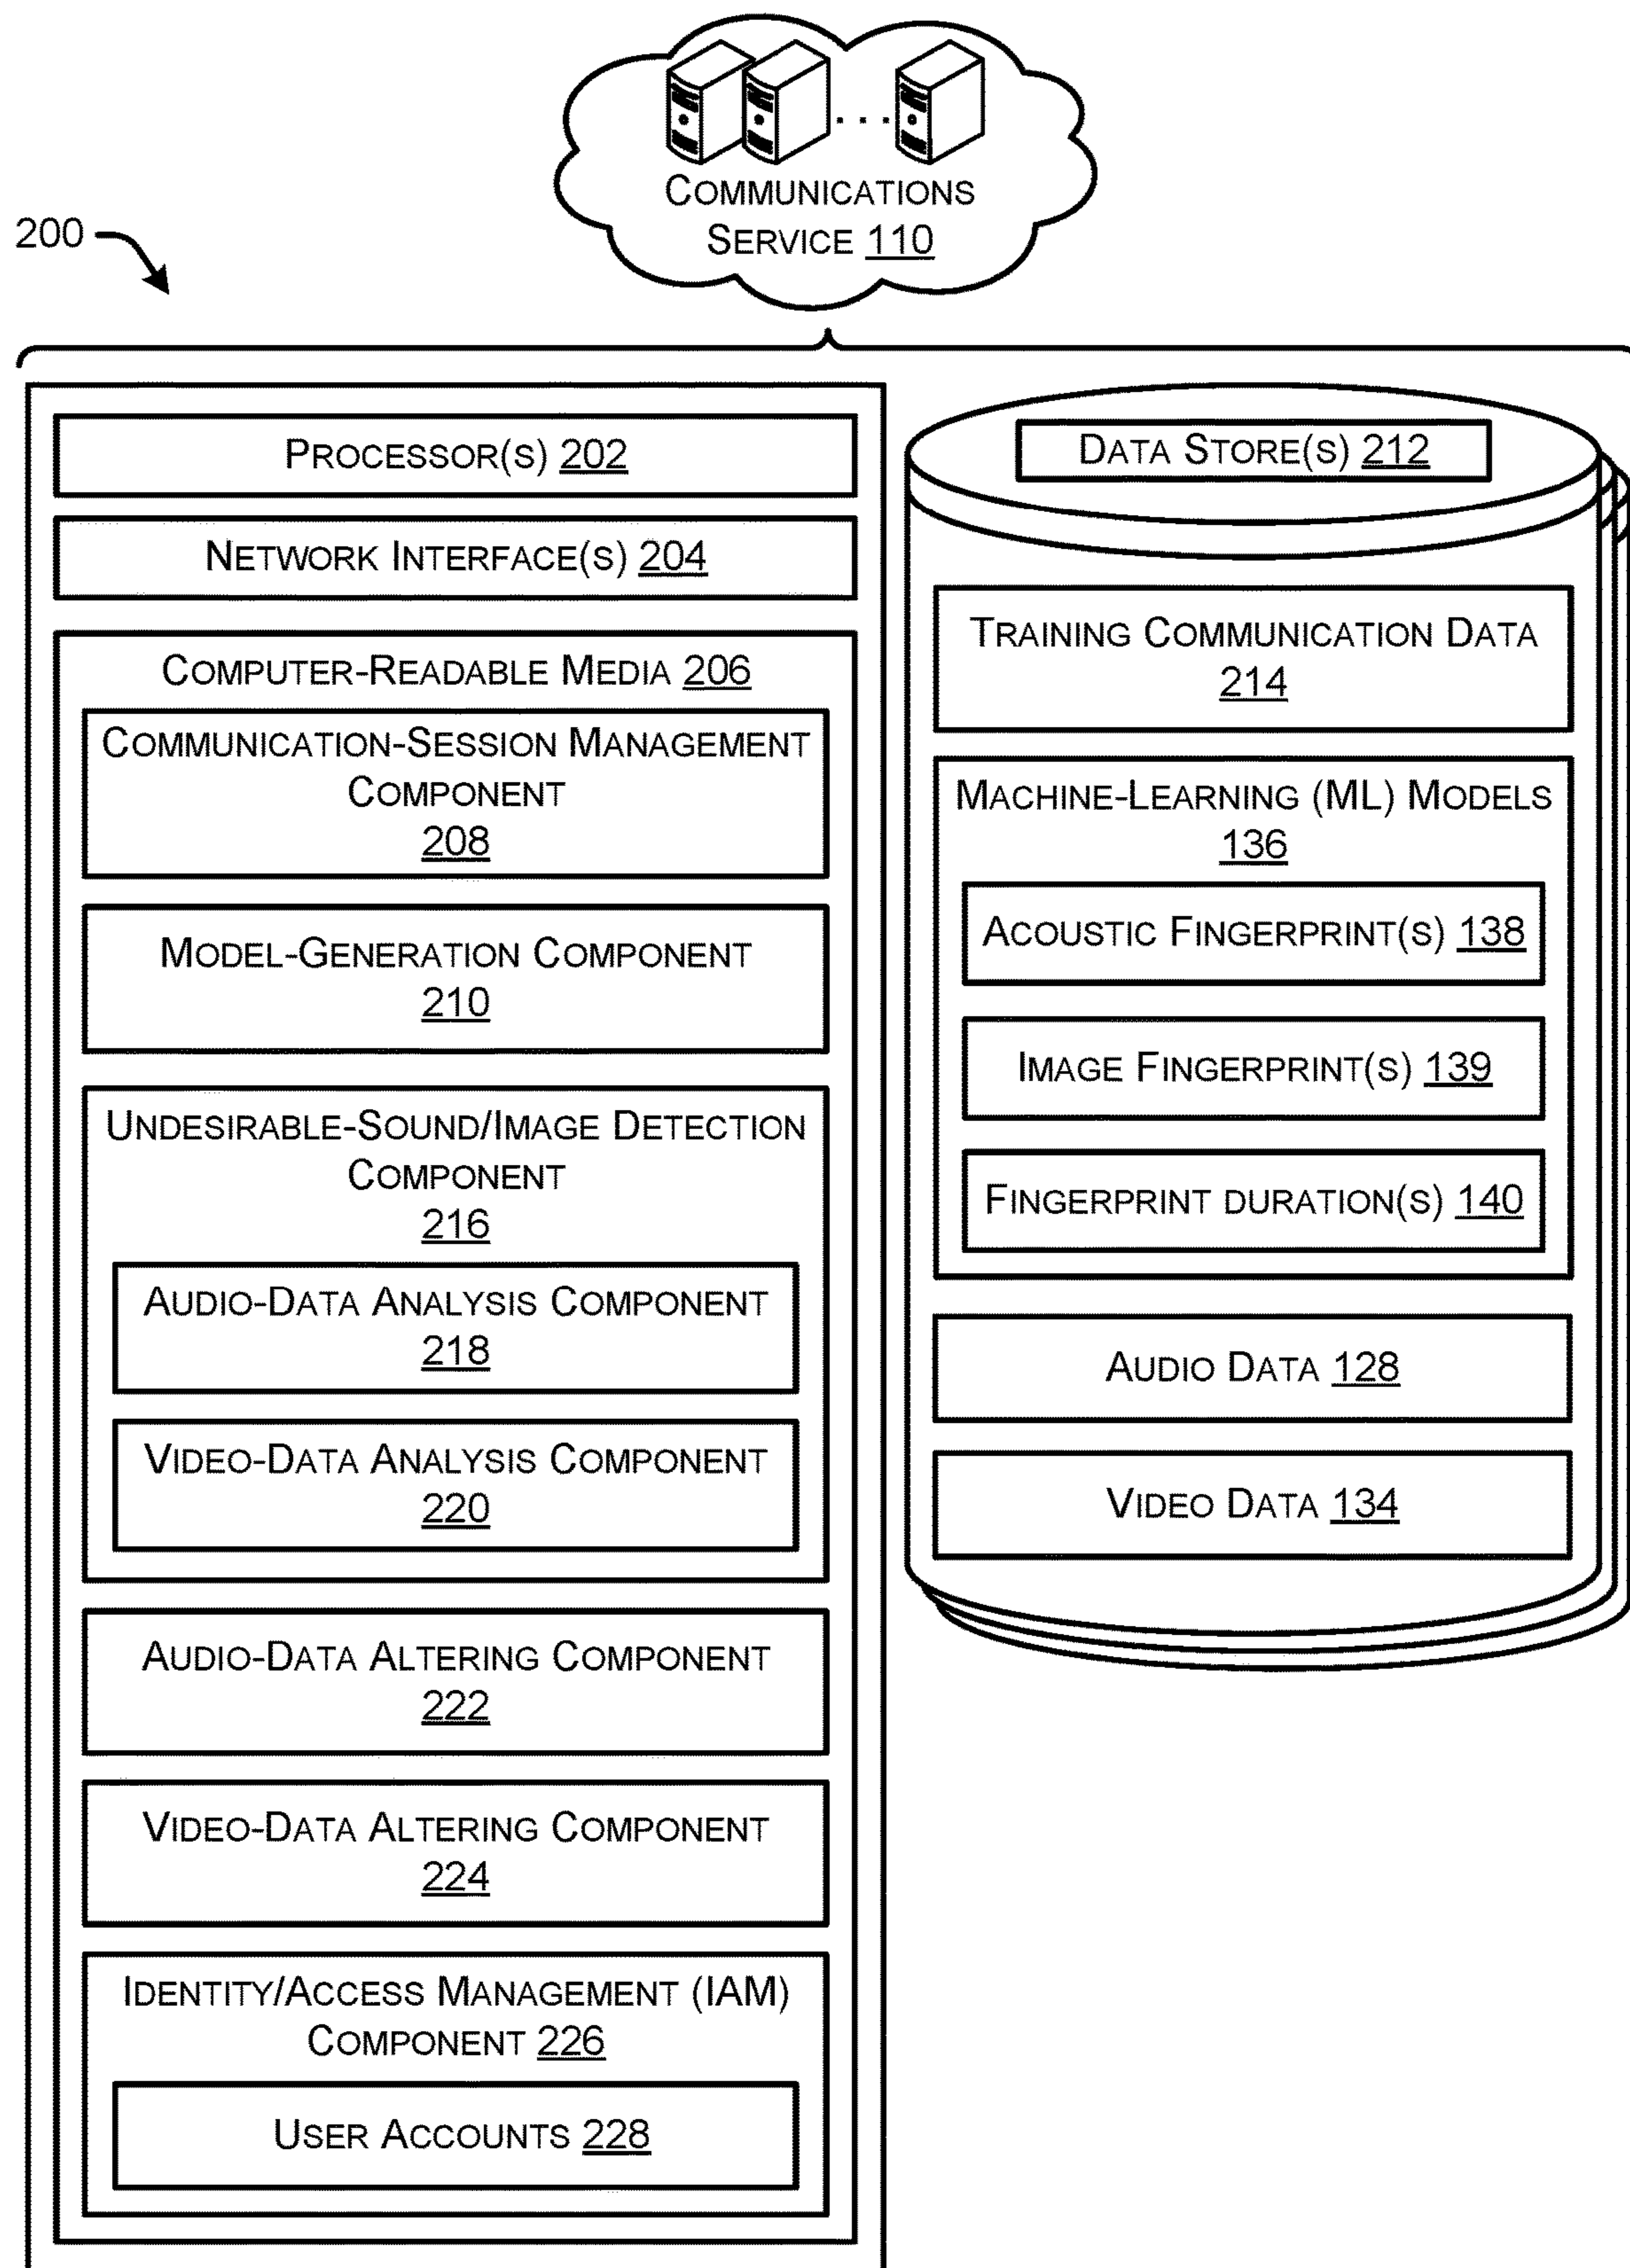 COMMUNICATIONS
SERVICE 110
200
PROCESSOR(S) 202
NETWORK INTERFACE(S) 204
COMPUTER-READABLE MEDIA 206
COMMUNICATION-SESSION MANAGEMENT
COMPONENT
208
MODEL-GENERATION COMPONENT
210
UNDESIRABLE-SOUND/IMAGE DETECTION
COMPONENT
216
AUDIO-DATA ANALYSIS COMPONENT
218
VIDEO-DATA ANALYSIS COMPONENT
220
AUDIO-DATA ALTERING COMPONENT
222
VIDEO-DATA ALTERING COMPONENT
224
IDENTITY/ACCESS MANAGEMENT (IAM)
COMPONENT 226
USER ACCOUNTS 228
DATA STORE(S) 212
TRAINING COMMUNICATION DATA
214
MACHINE-LEARNING (ML) MODELS
136
ACOUSTIC FINGERPRINT(S) 138
IMAGE FINGERPRINT(S) 139
FINGERPRINT DURATION(S) 140
AUDIO DATA 128
VIDEO DATA 134